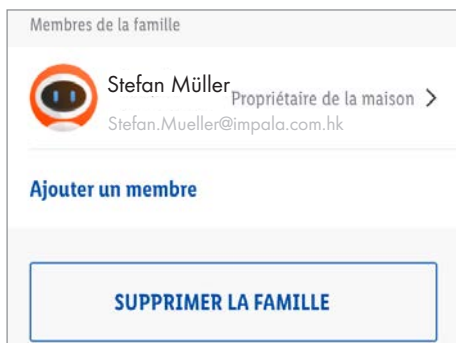 Membres de la famille
Stefan Müller Propriétaire de la maison >
Stefan.Mueller@impala.com.hk
Ajouter un membre
SUPPRIMER LA FAMILLE